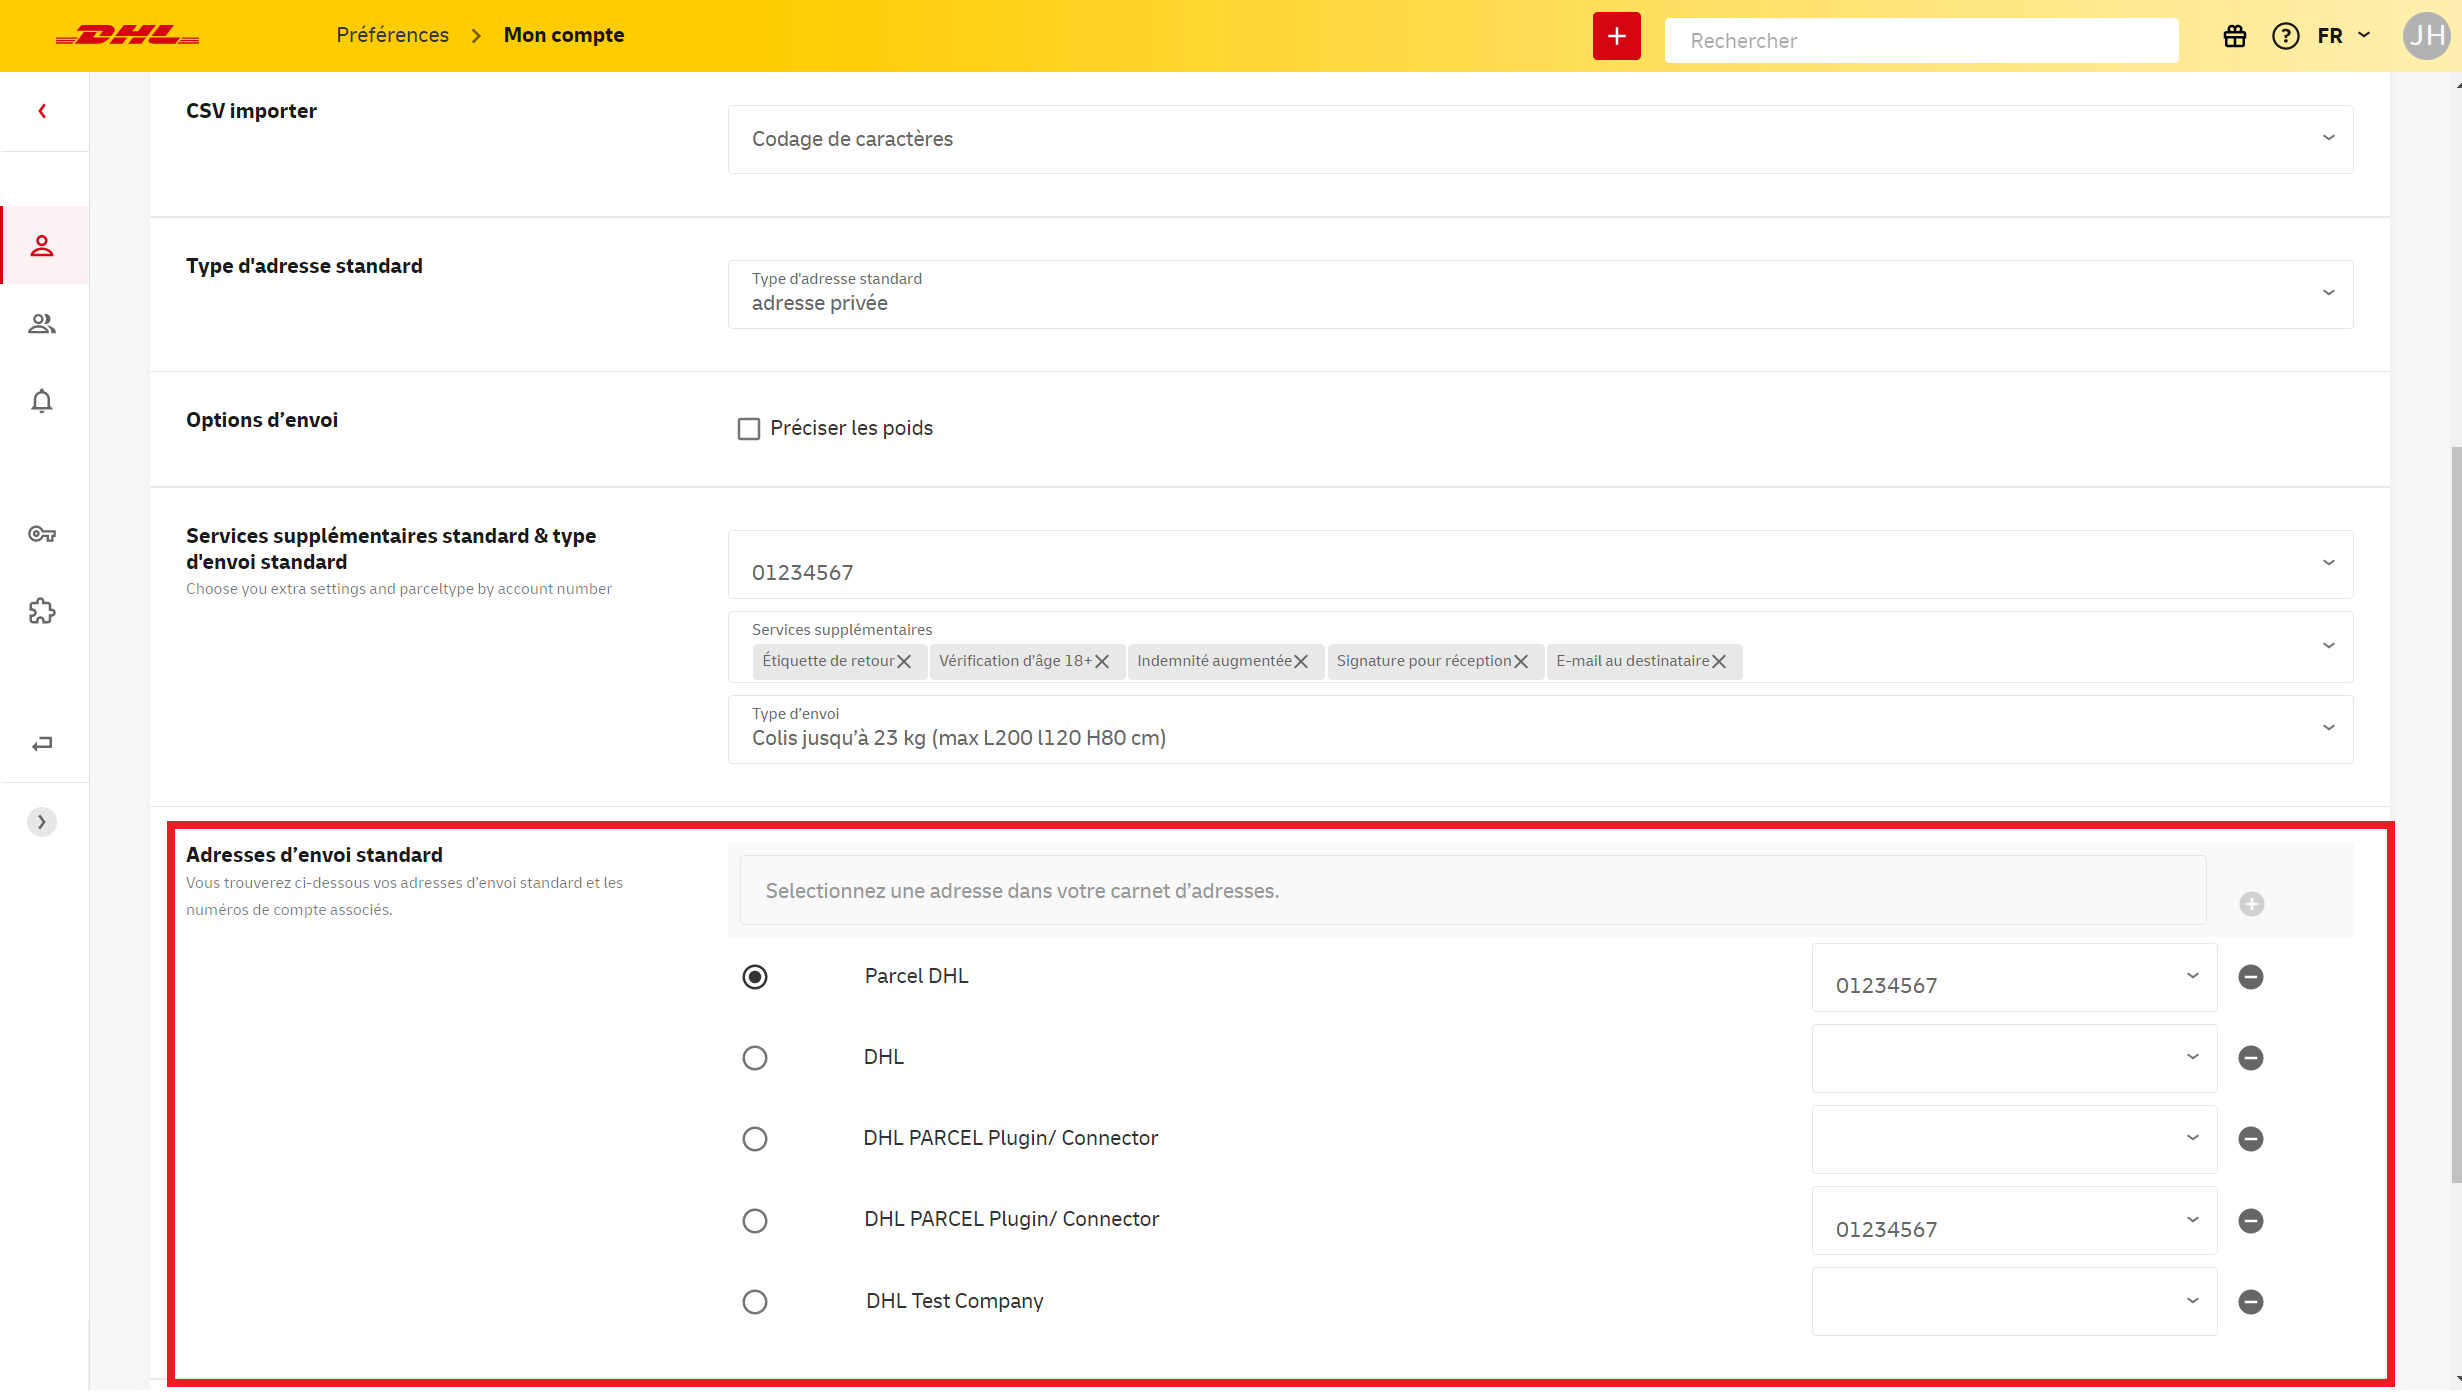 DHL
Préférences > Mon compte
+
Rechercher
FR
JH
CSV importer
Codage de caractères
Type d'adresse standard
Type d'adresse standard
adresse privée
Options d’envoi
Préciser les poids
Services supplémentaires standard & type
d'envoi standard
Choose you extra settings and parceltype by account number
01234567
Services supplémentaires
Étiquette de retour Vérification d’âge 18+ Indemnité augmentée Signature pour réception E-mail au destinataire
Type d’envoi
Colis jusqu’à 23 kg (max L200 l120 H80 cm)
Adresses d’envoi standard
Vous trouverez ci-dessous vos adresses d’envoi standard et les
numéros de compte associés.
Selectionnez une adresse dans votre carnet d’adresses.
Parcel DHL 01234567
DHL
DHL PARCEL Plugin/ Connector
DHL PARCEL Plugin/ Connector 01234567
DHL Test Company